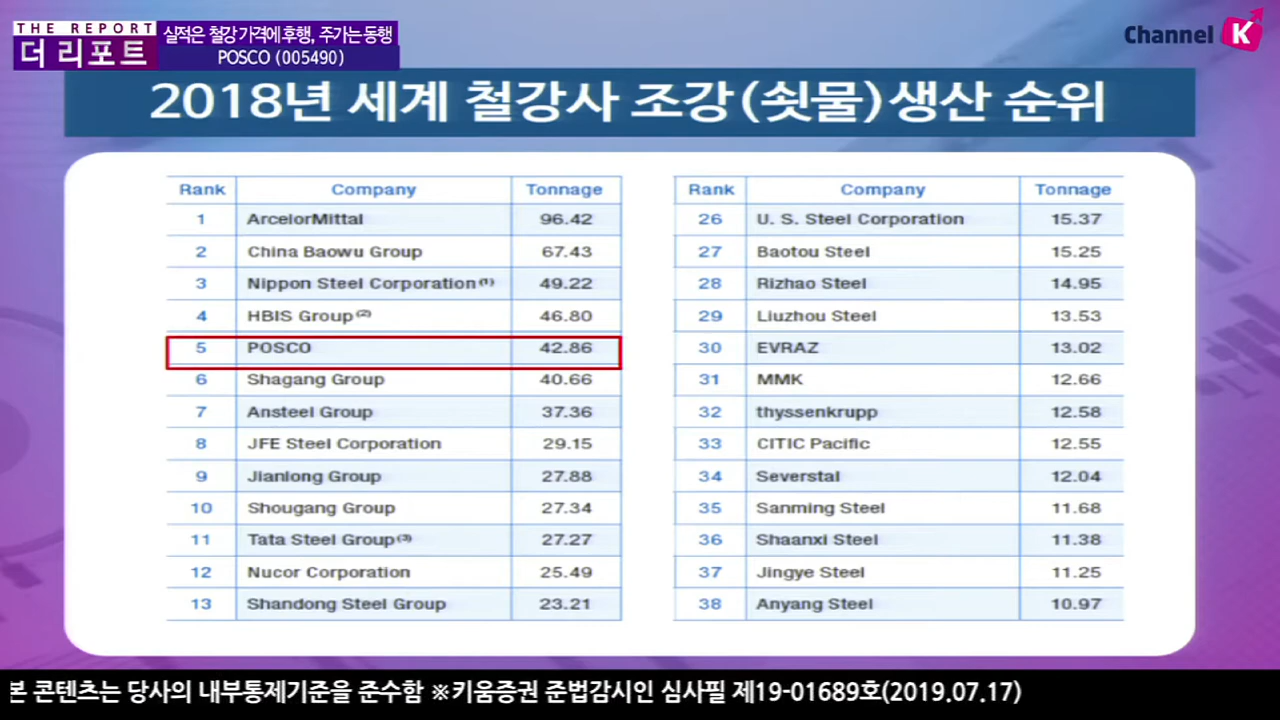 THE REPORT
더 리포트
실적은 철강 가격에 후행, 주가는 동행
POSCO (005490)
Channel K
2018년 세계 철강사 조강(쇳물)생산 순위
Rank Company Tonnage
1 ArcelorMittal 96.42
2 China Baowu Group 67.43
3 Nippon Steel Corporation(1) 49.22
4 HBIS Group(2) 46.80
5 POSCO 42.86
6 Shagang Group 40.66
7 Ansteel Group 37.36
8 JFE Steel Corporation 29.15
9 Jianlong Group 27.88
10 Shougang Group 27.34
11 Tata Steel Group(3) 27.27
12 Nucor Corporation 25.49
13 Shandong Steel Group 23.21
Rank Company Tonnage
26 U. S. Steel Corporation 15.37
27 Baotou Steel 15.25
28 Rizhao Steel 14.95
29 Liuzhou Steel 13.53
30 EVRAZ 13.02
31 MMK 12.66
32 thyssenkrupp 12.58
33 CITIC Pacific 12.55
34 Severstal 12.04
35 Sanming Steel 11.68
36 Shaanxi Steel 11.38
37 Jingye Steel 11.25
38 Anyang Steel 10.97
본 콘텐츠는 당사의 내부통제기준을 준수함 ※키움증권 준법감시인 심사필 제19-01689호(2019.07.17)